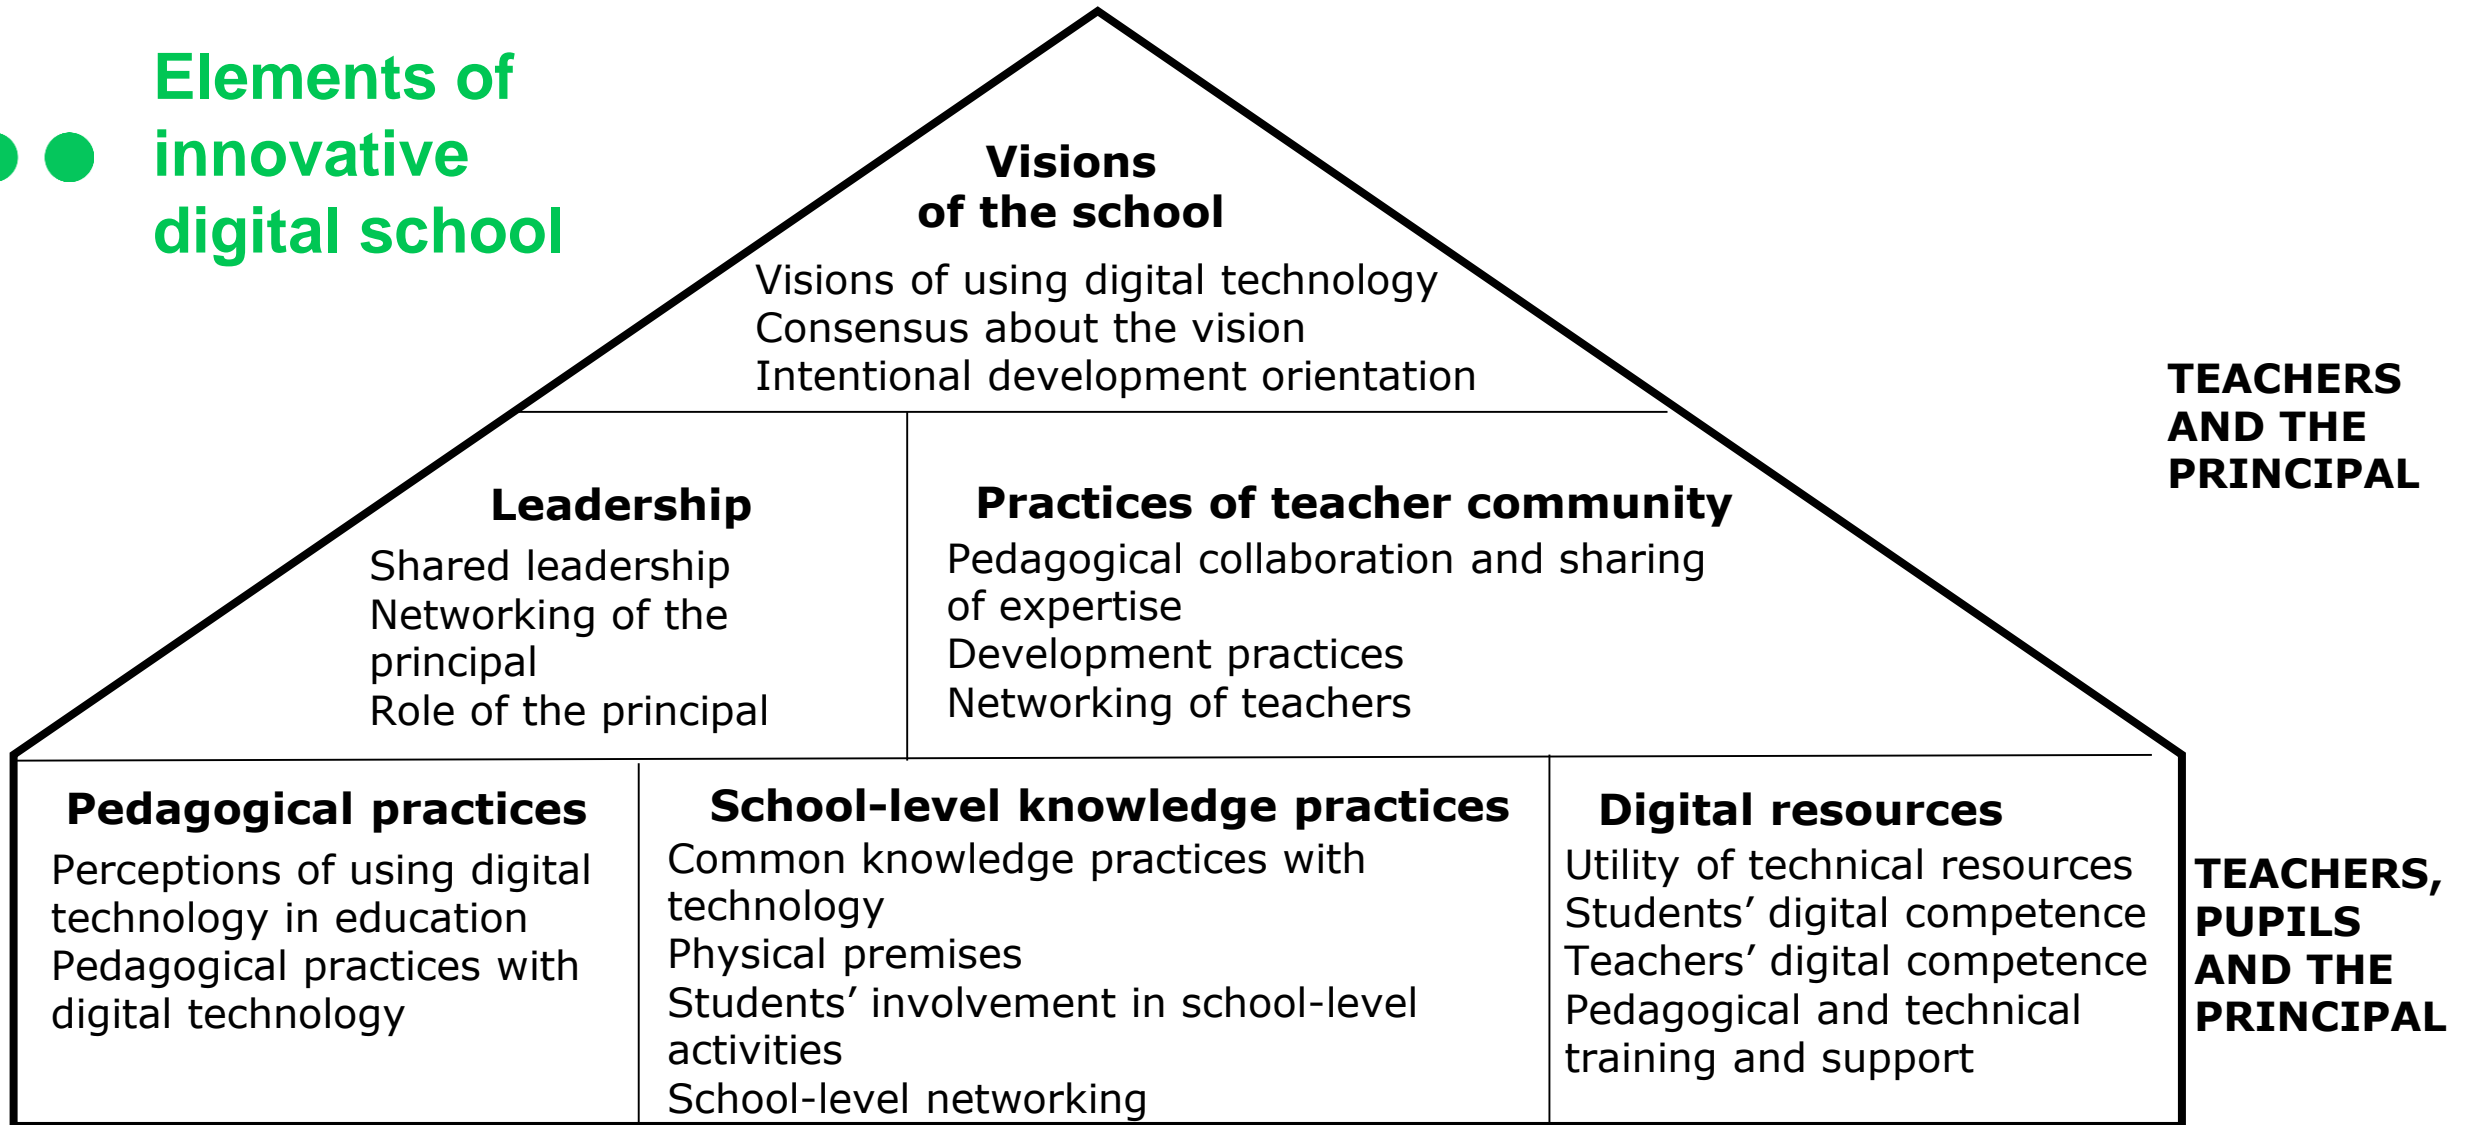 Elements of
innovative
digital school
Visions
of the school
Visions of using digital technology
Consensus about the vision
Intentional development orientation
TEACHERS
AND THE
PRINCIPAL
Leadership
Shared leadership
Networking of the
principal
Role of the principal
Practices of teacher community
Pedagogical collaboration and sharing
of expertise
Development practices
Networking of teachers
Pedagogical practices
Perceptions of using digital
technology in education
Pedagogical practices with
digital technology
School-level knowledge practices
Common knowledge practices with
technology
Physical premises
Students’ involvement in school-level
activities
School-level networking
Digital resources
Utility of technical resources
Students’ digital competence
Teachers’ digital competence
Pedagogical and technical
training and support
TEACHERS,
PUPILS
AND THE
PRINCIPAL